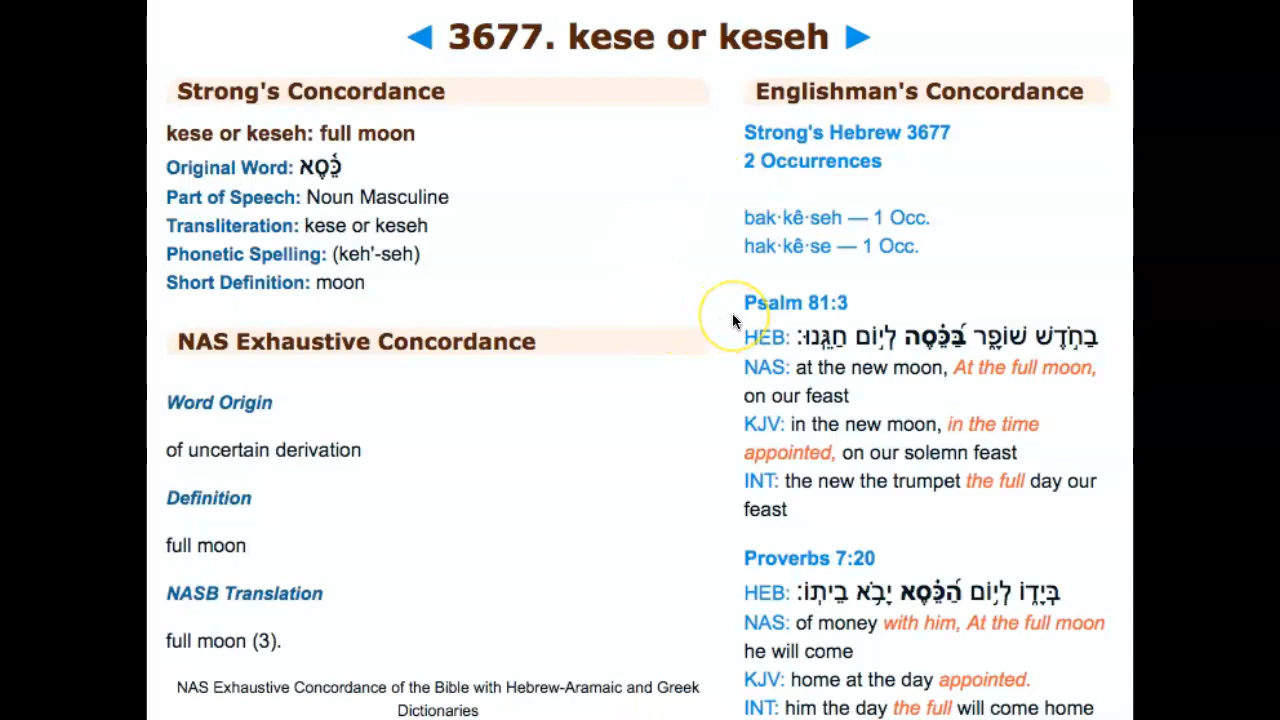 3677. kese or keseh
Strong's Concordance
kese or keseh: full moon
Original Word: כֶּ֫סֶא
Part of Speech: Noun Masculine
Transliteration: kese or keseh
Phonetic Spelling: (keh'-seh)
Short Definition: moon
NAS Exhaustive Concordance
Word Origin
of uncertain derivation
Definition
full moon
NASB Translation
full moon (3).
NAS Exhaustive Concordance of the Bible with Hebrew-Aramaic and Greek
Dictionaries
Englishman's Concordance
Strong's Hebrew 3677
2 Occurrences
bak·kê·seh — 1 Occ.
hak·kê·se — 1 Occ.
Psalm 81:3
HEB: בַחֹ֣דֶשׁ שׁוֹפָ֑ר בַּ֝כֵּ֗סֶה לְי֣וֹם חַגֵּֽנוּ׃
NAS: at the new moon, At the full moon,
on our feast
KJV: in the new moon, in the time
appointed, on our solemn feast
INT: the new the trumpet the full day our
feast
Proverbs 7:20
HEB: בְּיָד֑וֹ לְי֥וֹם הַ֝כֵּ֗סֶא יָבֹ֥א בֵיתֽוֹ׃
NAS: of money with him, At the full moon
he will come
KJV: home at the day appointed.
INT: him the day the full will come home